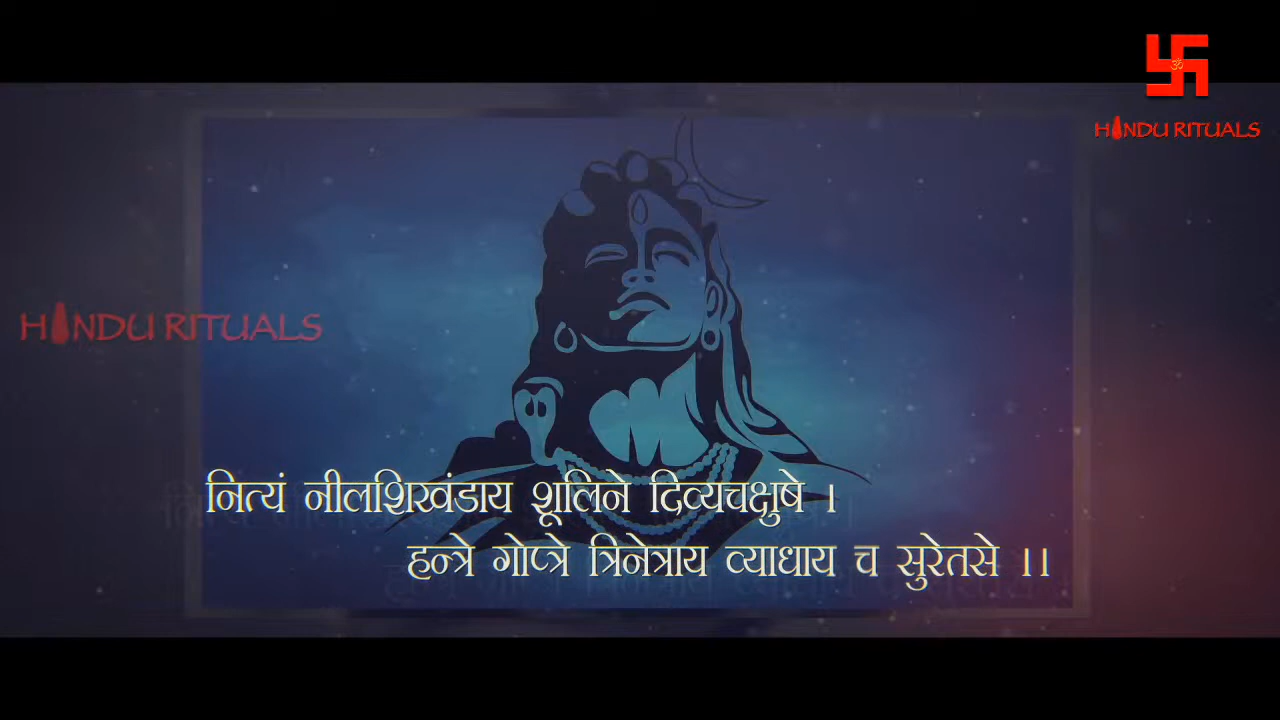 HINDU RITUALS
HINDU RITUALS
नित्यं नीलशिखंडाय शूलिने दिव्यचक्षुषे ।
हन्त्रे गोप्त्रे त्रिनेत्राय व्याधाय च सुरेतसे ।।